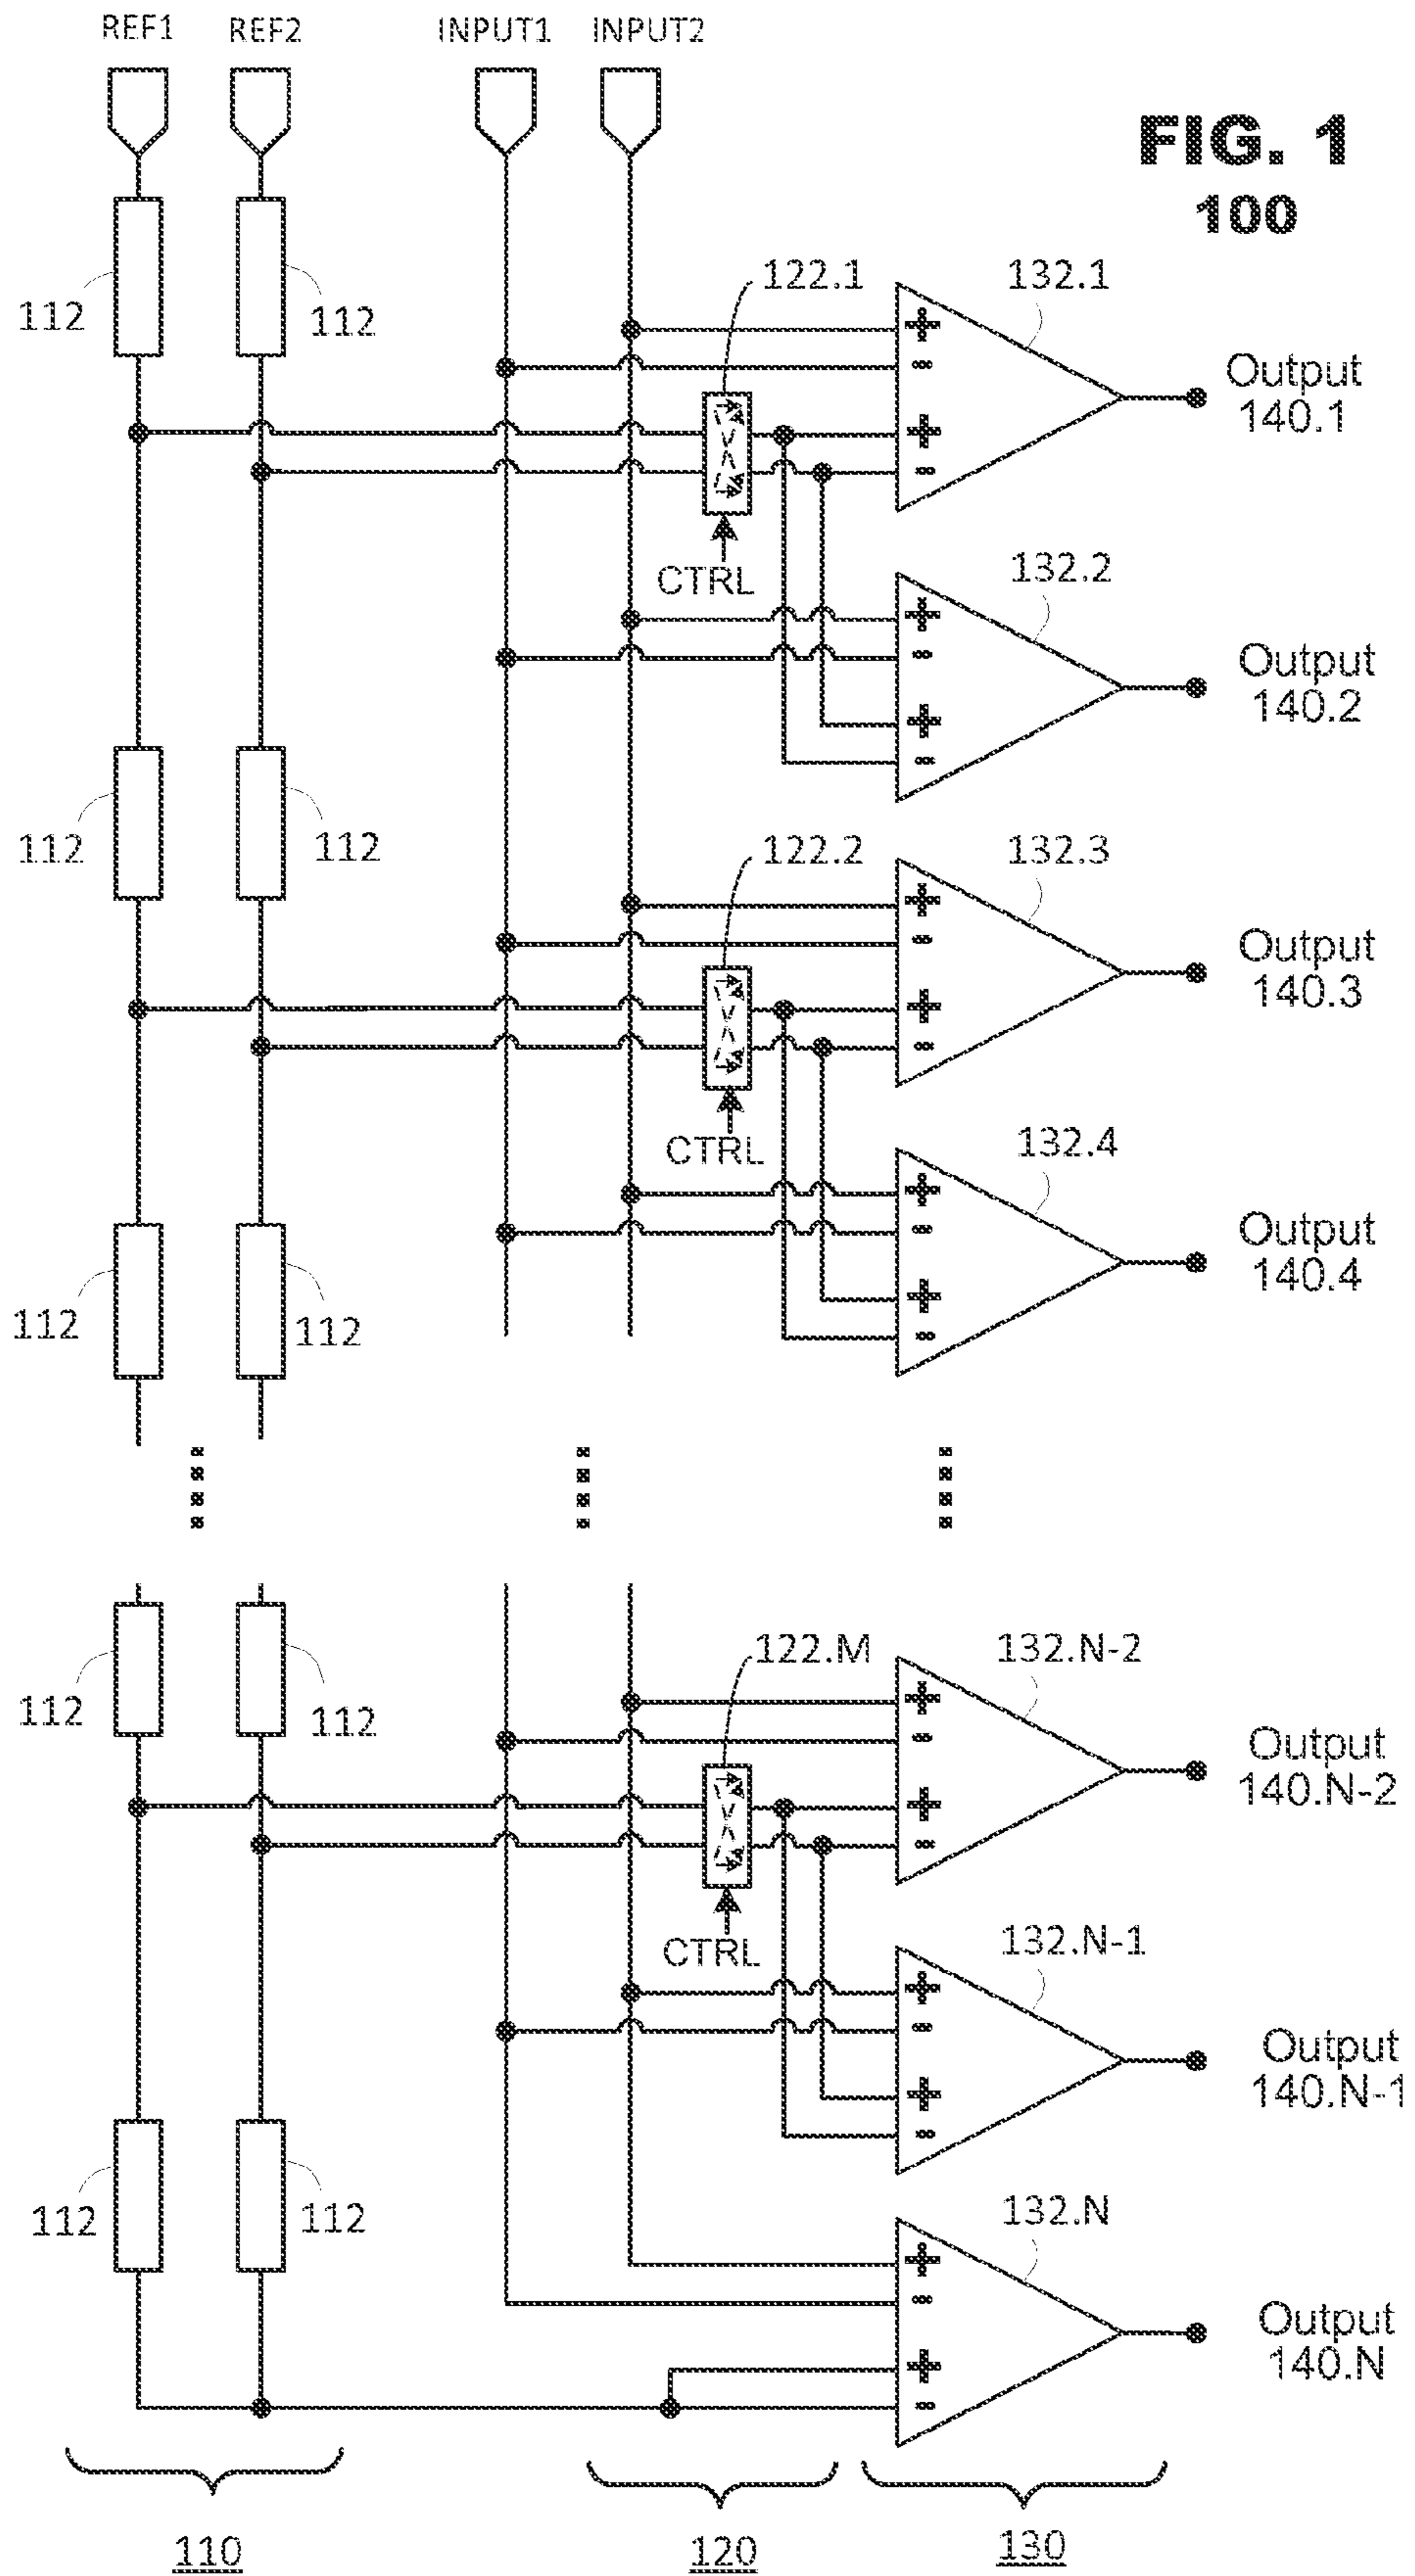 REF1 REF2 INPUT1 INPUT2
FIG. 1
100
122.1 132.1
112 112
+
-
Output
140.1
+
-
CTRL
132.2
+
-
Output
140.2
+
-
112 112
122.2 132.3
+
-
Output
140.3
+
-
CTRL
132.4
+
-
Output
140.4
112 112
+
-
122.M 132.N-2
112 112
+
-
Output
140.N-2
+
-
CTRL
132.N-1
+
-
Output
140.N-1
+
-
112 112
132.N
+
-
Output
140.N
+
-
110 120 130